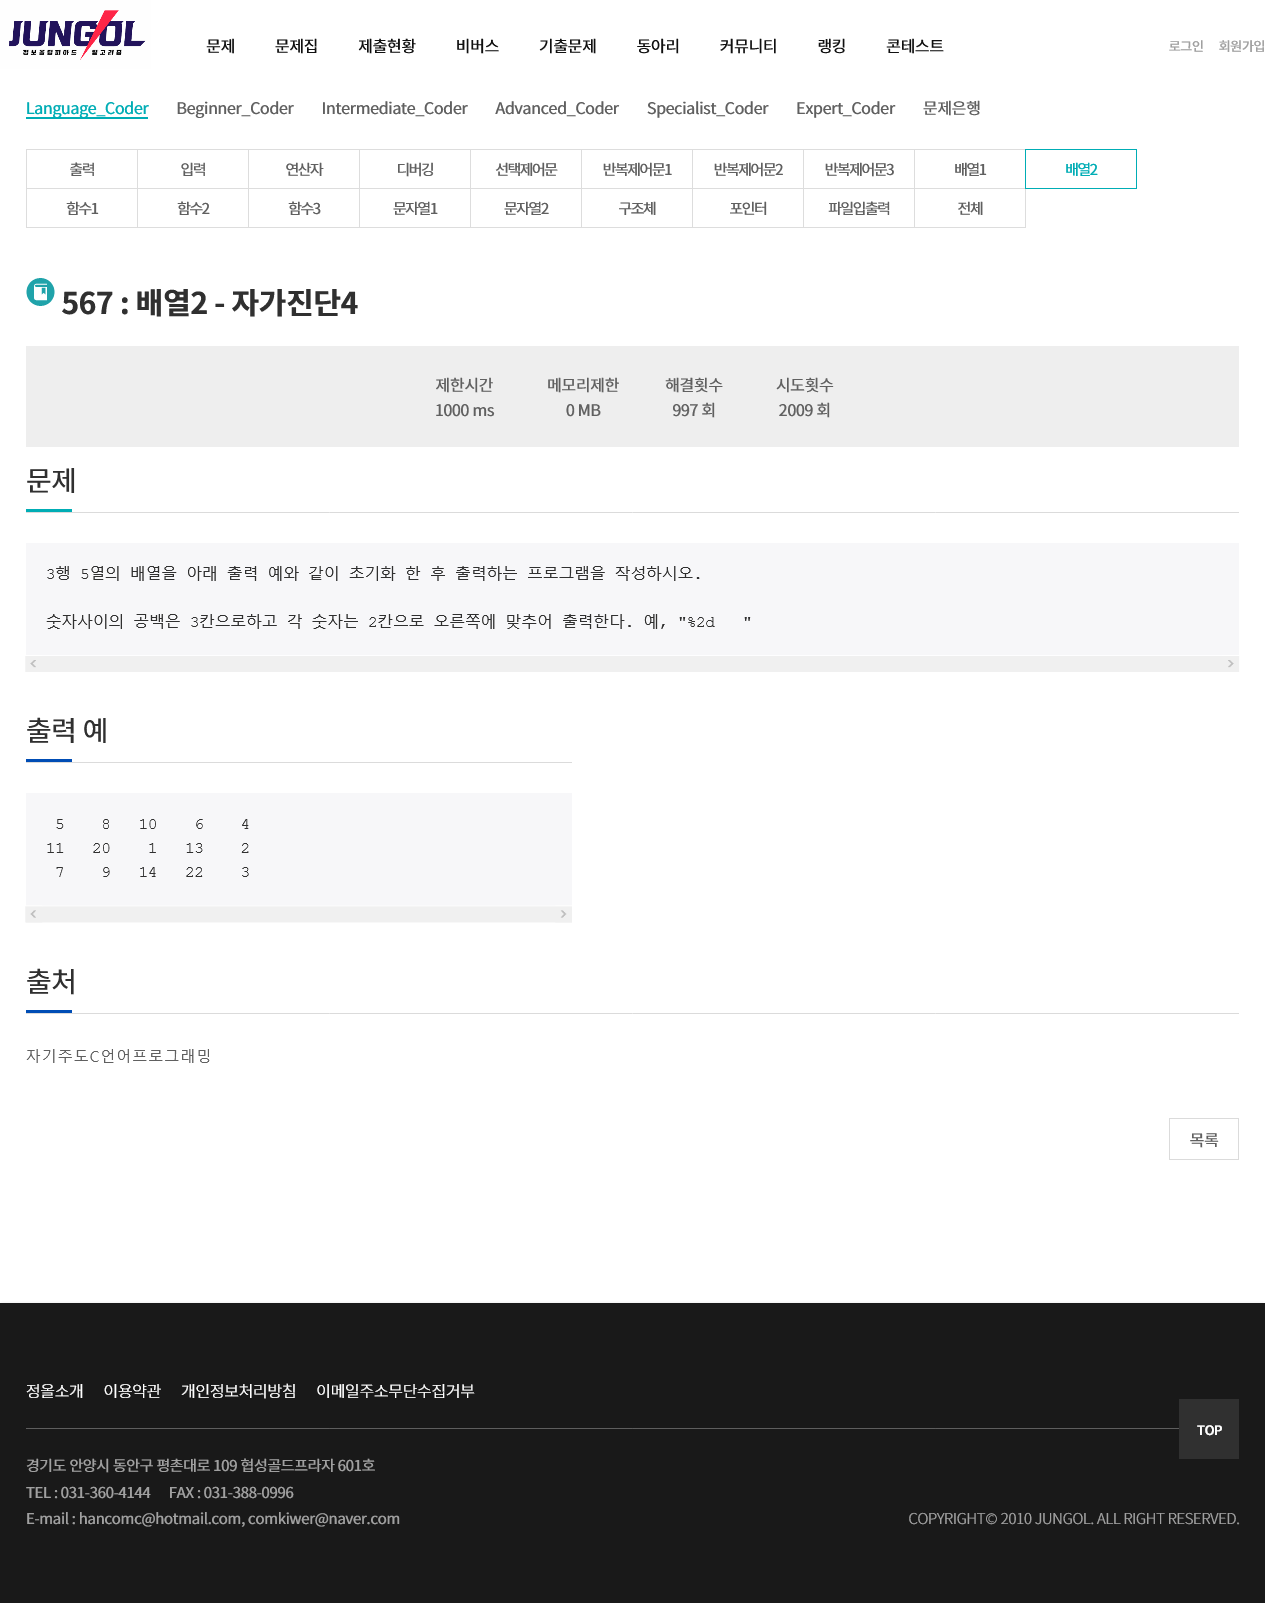 JUNGOL
정보올림피아드 알고리즘
문제 문제집 제출현황 비버스 기출문제 동아리 커뮤니티 랭킹 콘테스트
로그인 회원가입
Language_Coder Beginner_Coder Intermediate_Coder Advanced_Coder Specialist_Coder Expert_Coder 문제은행
출력 입력 연산자 디버깅 선택제어문 반복제어문1 반복제어문2 반복제어문3 배열1 배열2
함수1 함수2 함수3 문자열1 문자열2 구조체 포인터 파일입출력 전체
567 : 배열2 - 자가진단4
제한시간 메모리제한 해결횟수 시도횟수
1000 ms 0 MB 997 회 2009 회
문제
3행 5열의 배열을 아래 출력 예와 같이 초기화 한 후 출력하는 프로그램을 작성하시오.
숫자사이의 공백은 3칸으로하고 각 숫자는 2칸으로 오른쪽에 맞추어 출력한다. 예, "%2d   "
출력 예
 5    8   10    6    4
11   20    1   13    2
 7    9   14   22    3
출처
자기주도C언어프로그래밍
목록
정올소개 이용약관 개인정보처리방침 이메일주소무단수집거부
TOP
경기도 안양시 동안구 평촌대로 109 협성골드프라자 601호
TEL : 031-360-4144 FAX : 031-388-0996
E-mail : hancomc@hotmail.com, comkiwer@naver.com
COPYRIGHT© 2010 JUNGOL. ALL RIGHT RESERVED.